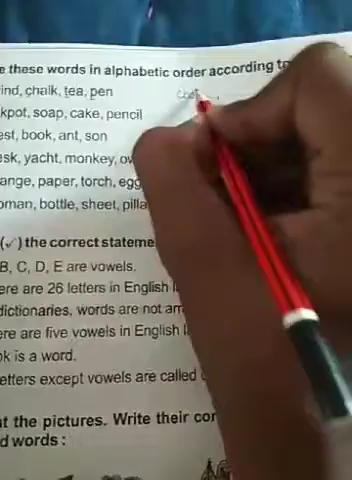 e these words in alphabetic order according to
ind, chalk, tea, pen
kpot, soap, cake, pencil
est, book, ant, son
esk, yacht, monkey, ov
ange, paper, torch, egg
oman, bottle, sheet, pilla
(✓) the correct stateme
B, C, D, E are vowels.
ere are 26 letters in English l
dictionaries, words are not arr
ere are five vowels in English l
ok is a word.
etters except vowels are called
t the pictures. Write their cor
d words :